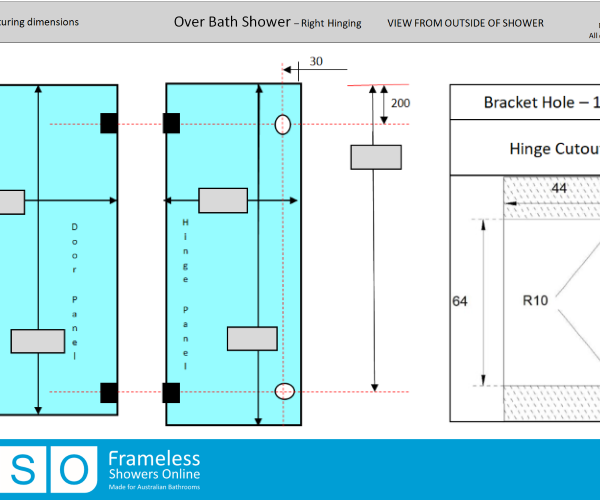 turing dimensions
Over Bath Shower – Right Hinging
VIEW FROM OUTSIDE OF SHOWER
All
30
200
Door Panel
Hinge Panel
Bracket Hole – 1
Hinge Cutou
44
64
R10
SO
Frameless
Showers Online
Made for Australian Bathrooms